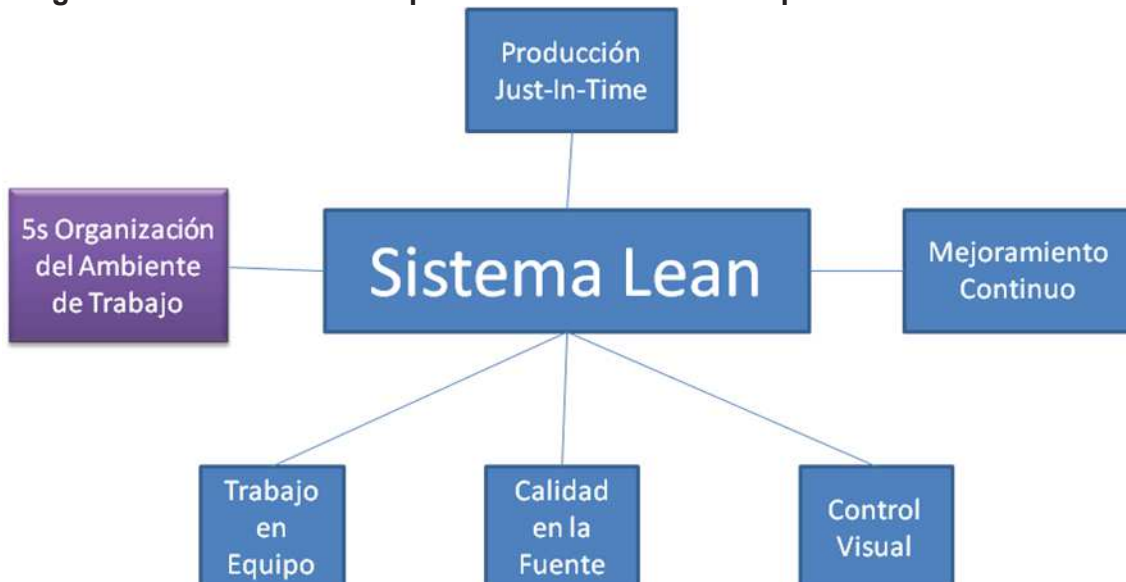 Producción
Just-In-Time
5s Organización
del Ambiente
de Trabajo
Sistema Lean
Mejoramiento
Continuo
Trabajo
en
Equipo
Calidad
en la
Fuente
Control
Visual